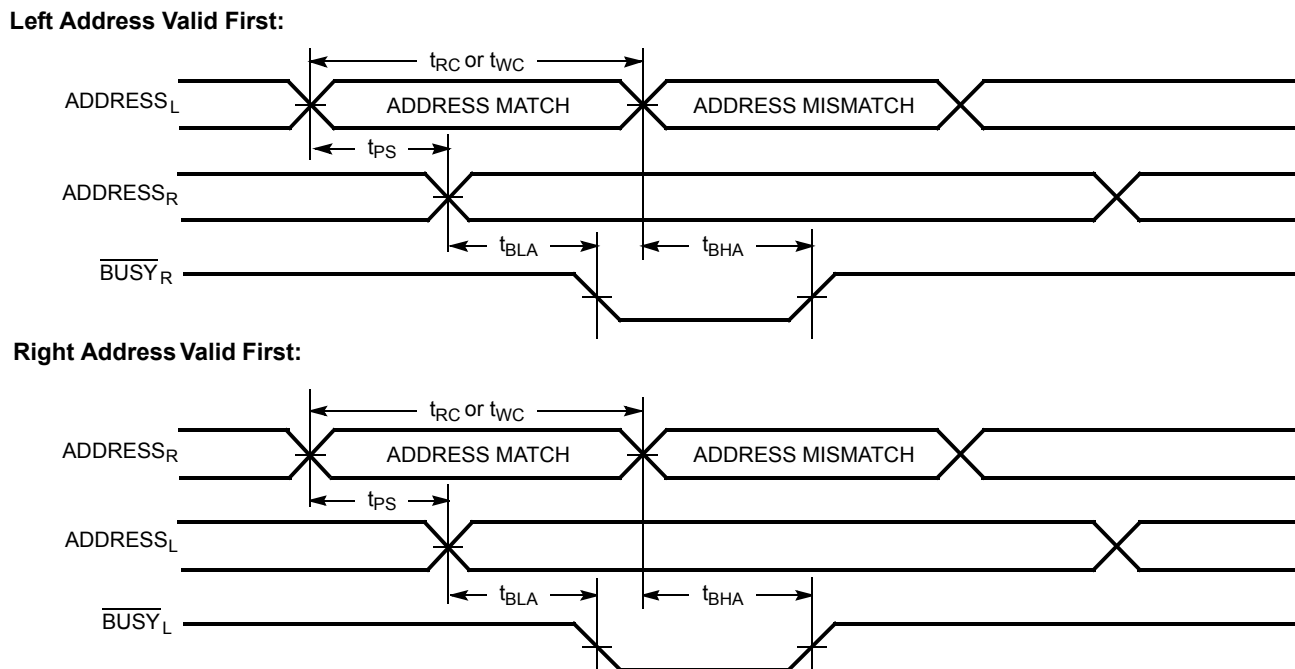 Left Address Valid First:
tRC or tWC
ADDRESSL ADDRESS MATCH ADDRESS MISMATCH
tPS
ADDRESSR
tBLA tBHA
BUSYR
Right Address Valid First:
tRC or tWC
ADDRESSR ADDRESS MATCH ADDRESS MISMATCH
tPS
ADDRESSL
tBLA tBHA
BUSYL